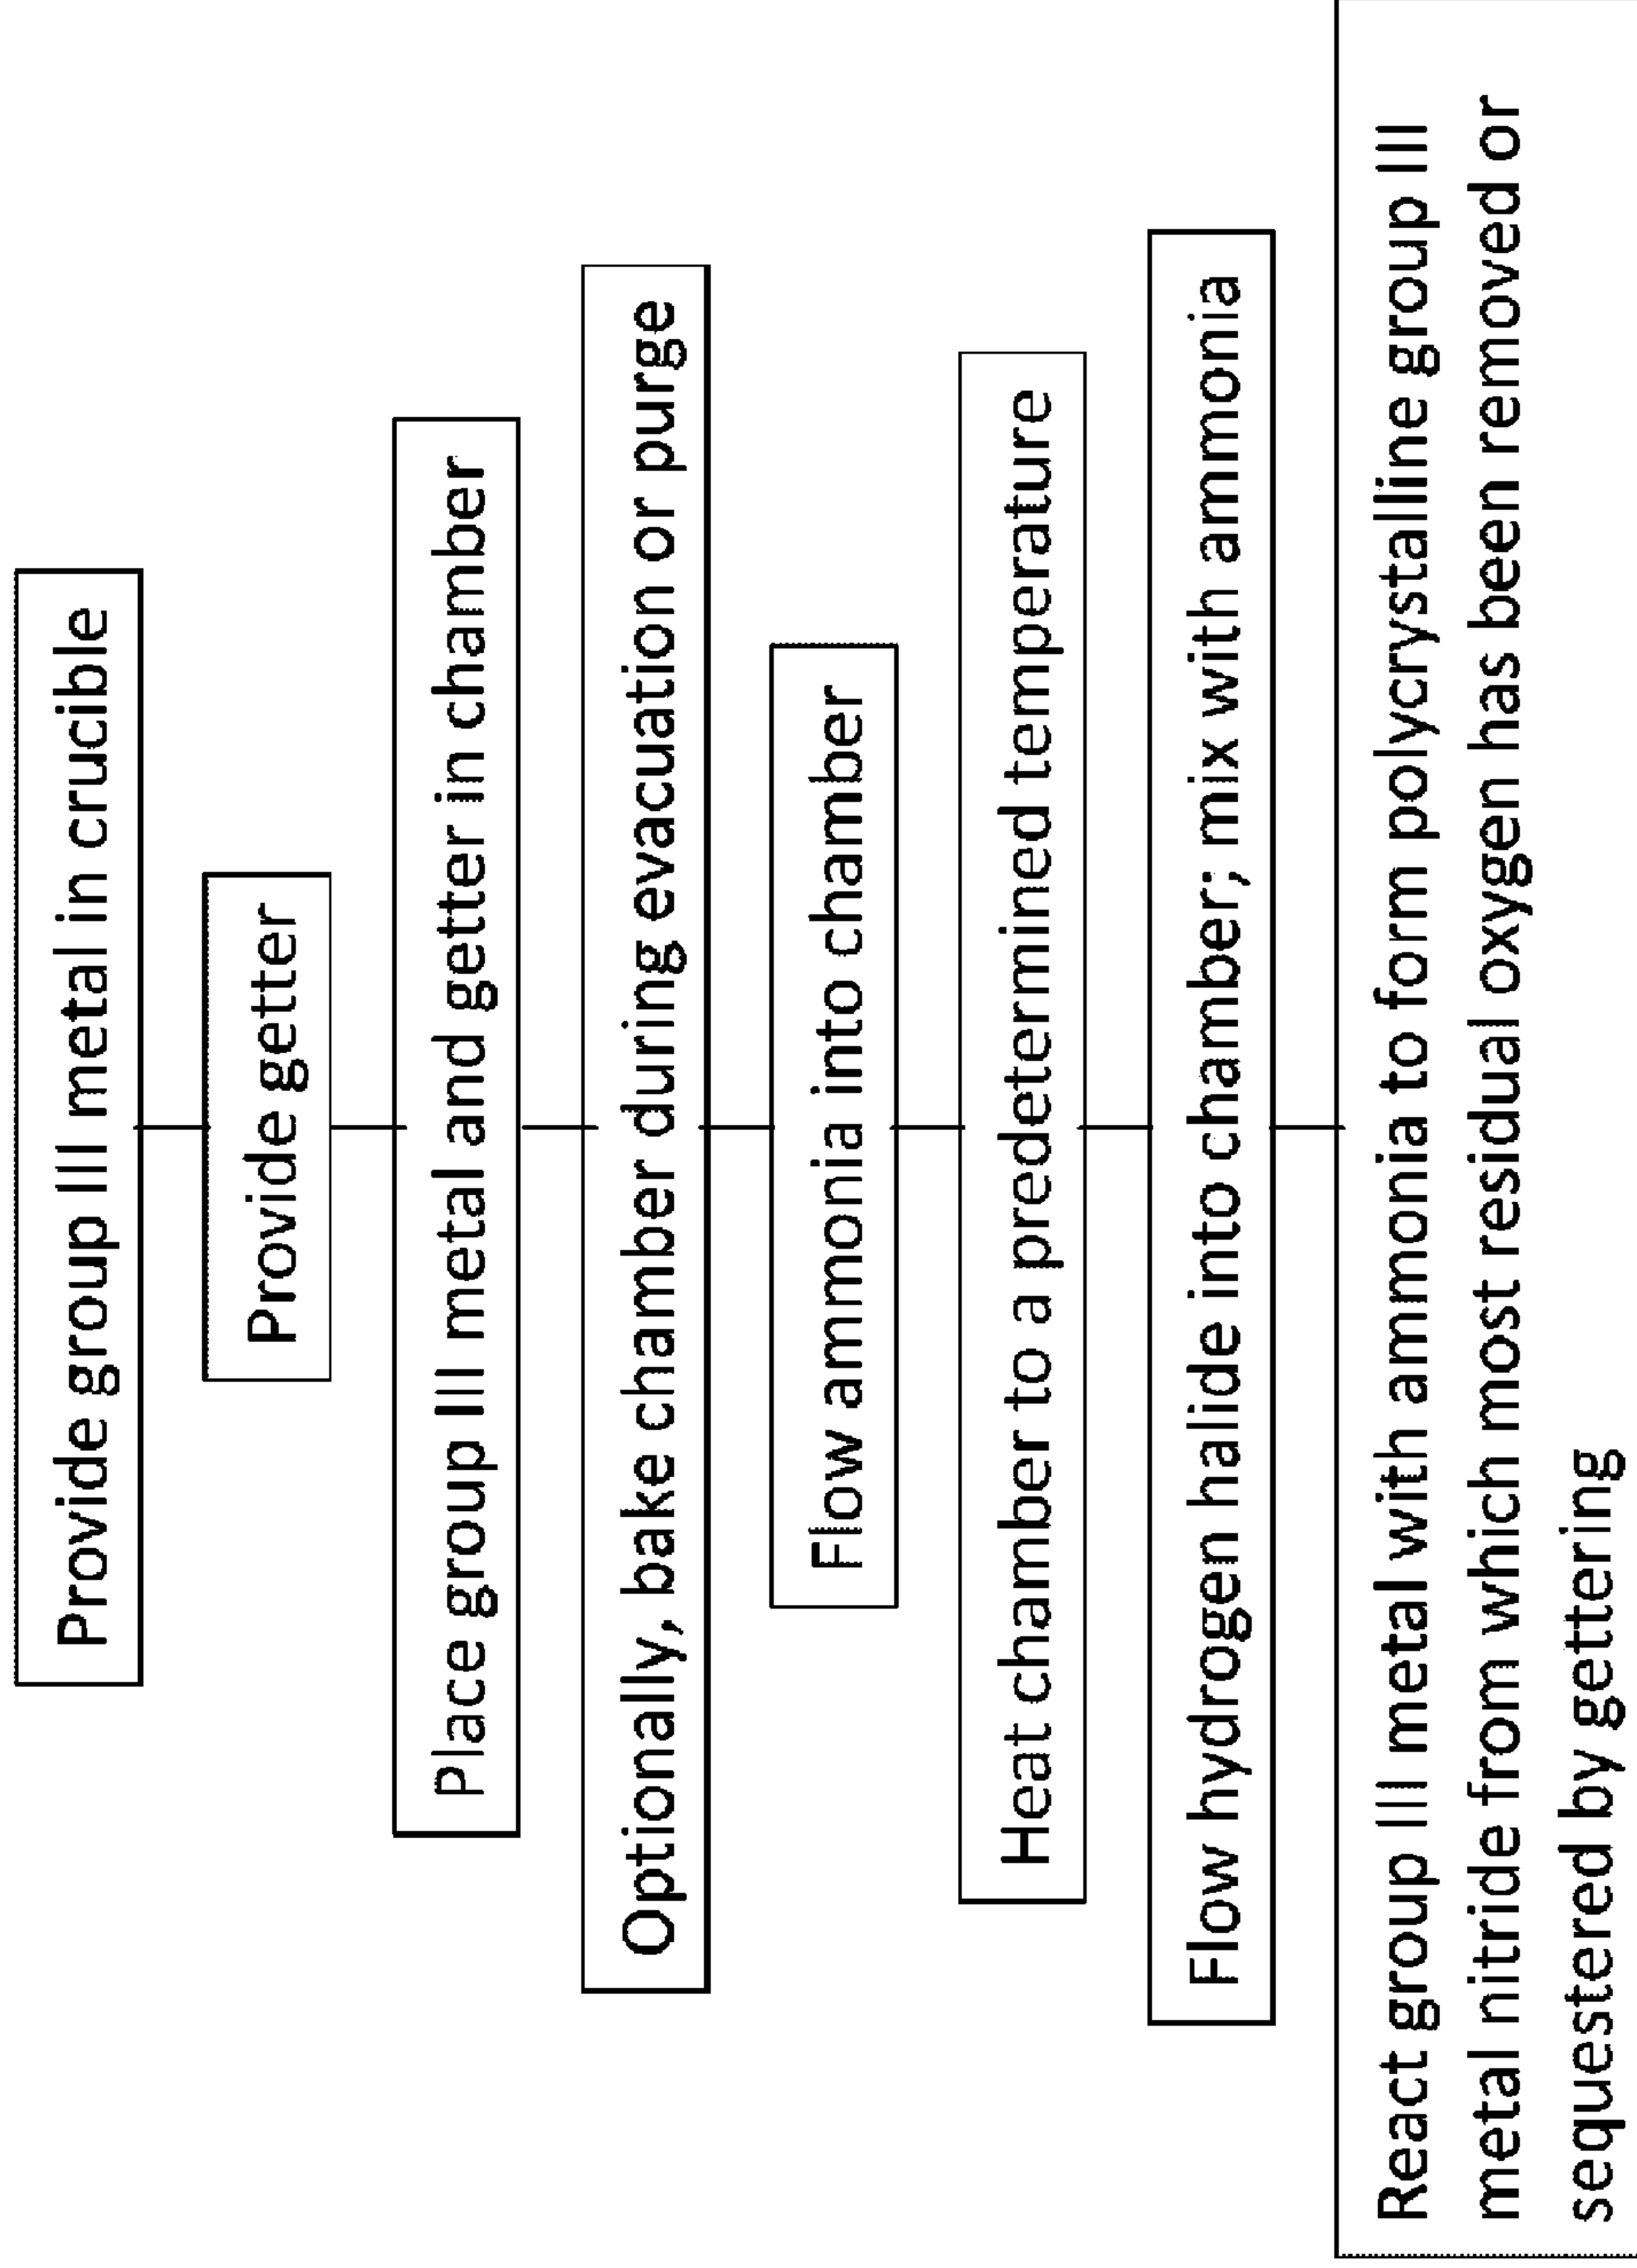 Provide group III metal in crucible
Provide getter
Place group III metal and getter in chamber
Optionally, bake chamber during evacuation or purge
Flow ammonia into chamber
Heat chamber to a predetermined temperature
Flow hydrogen halide into chamber; mix with ammonia
React group III metal with ammonia to form polycrystalline group III
metal nitride from which most residual oxygen has been removed or
sequestered by gettering